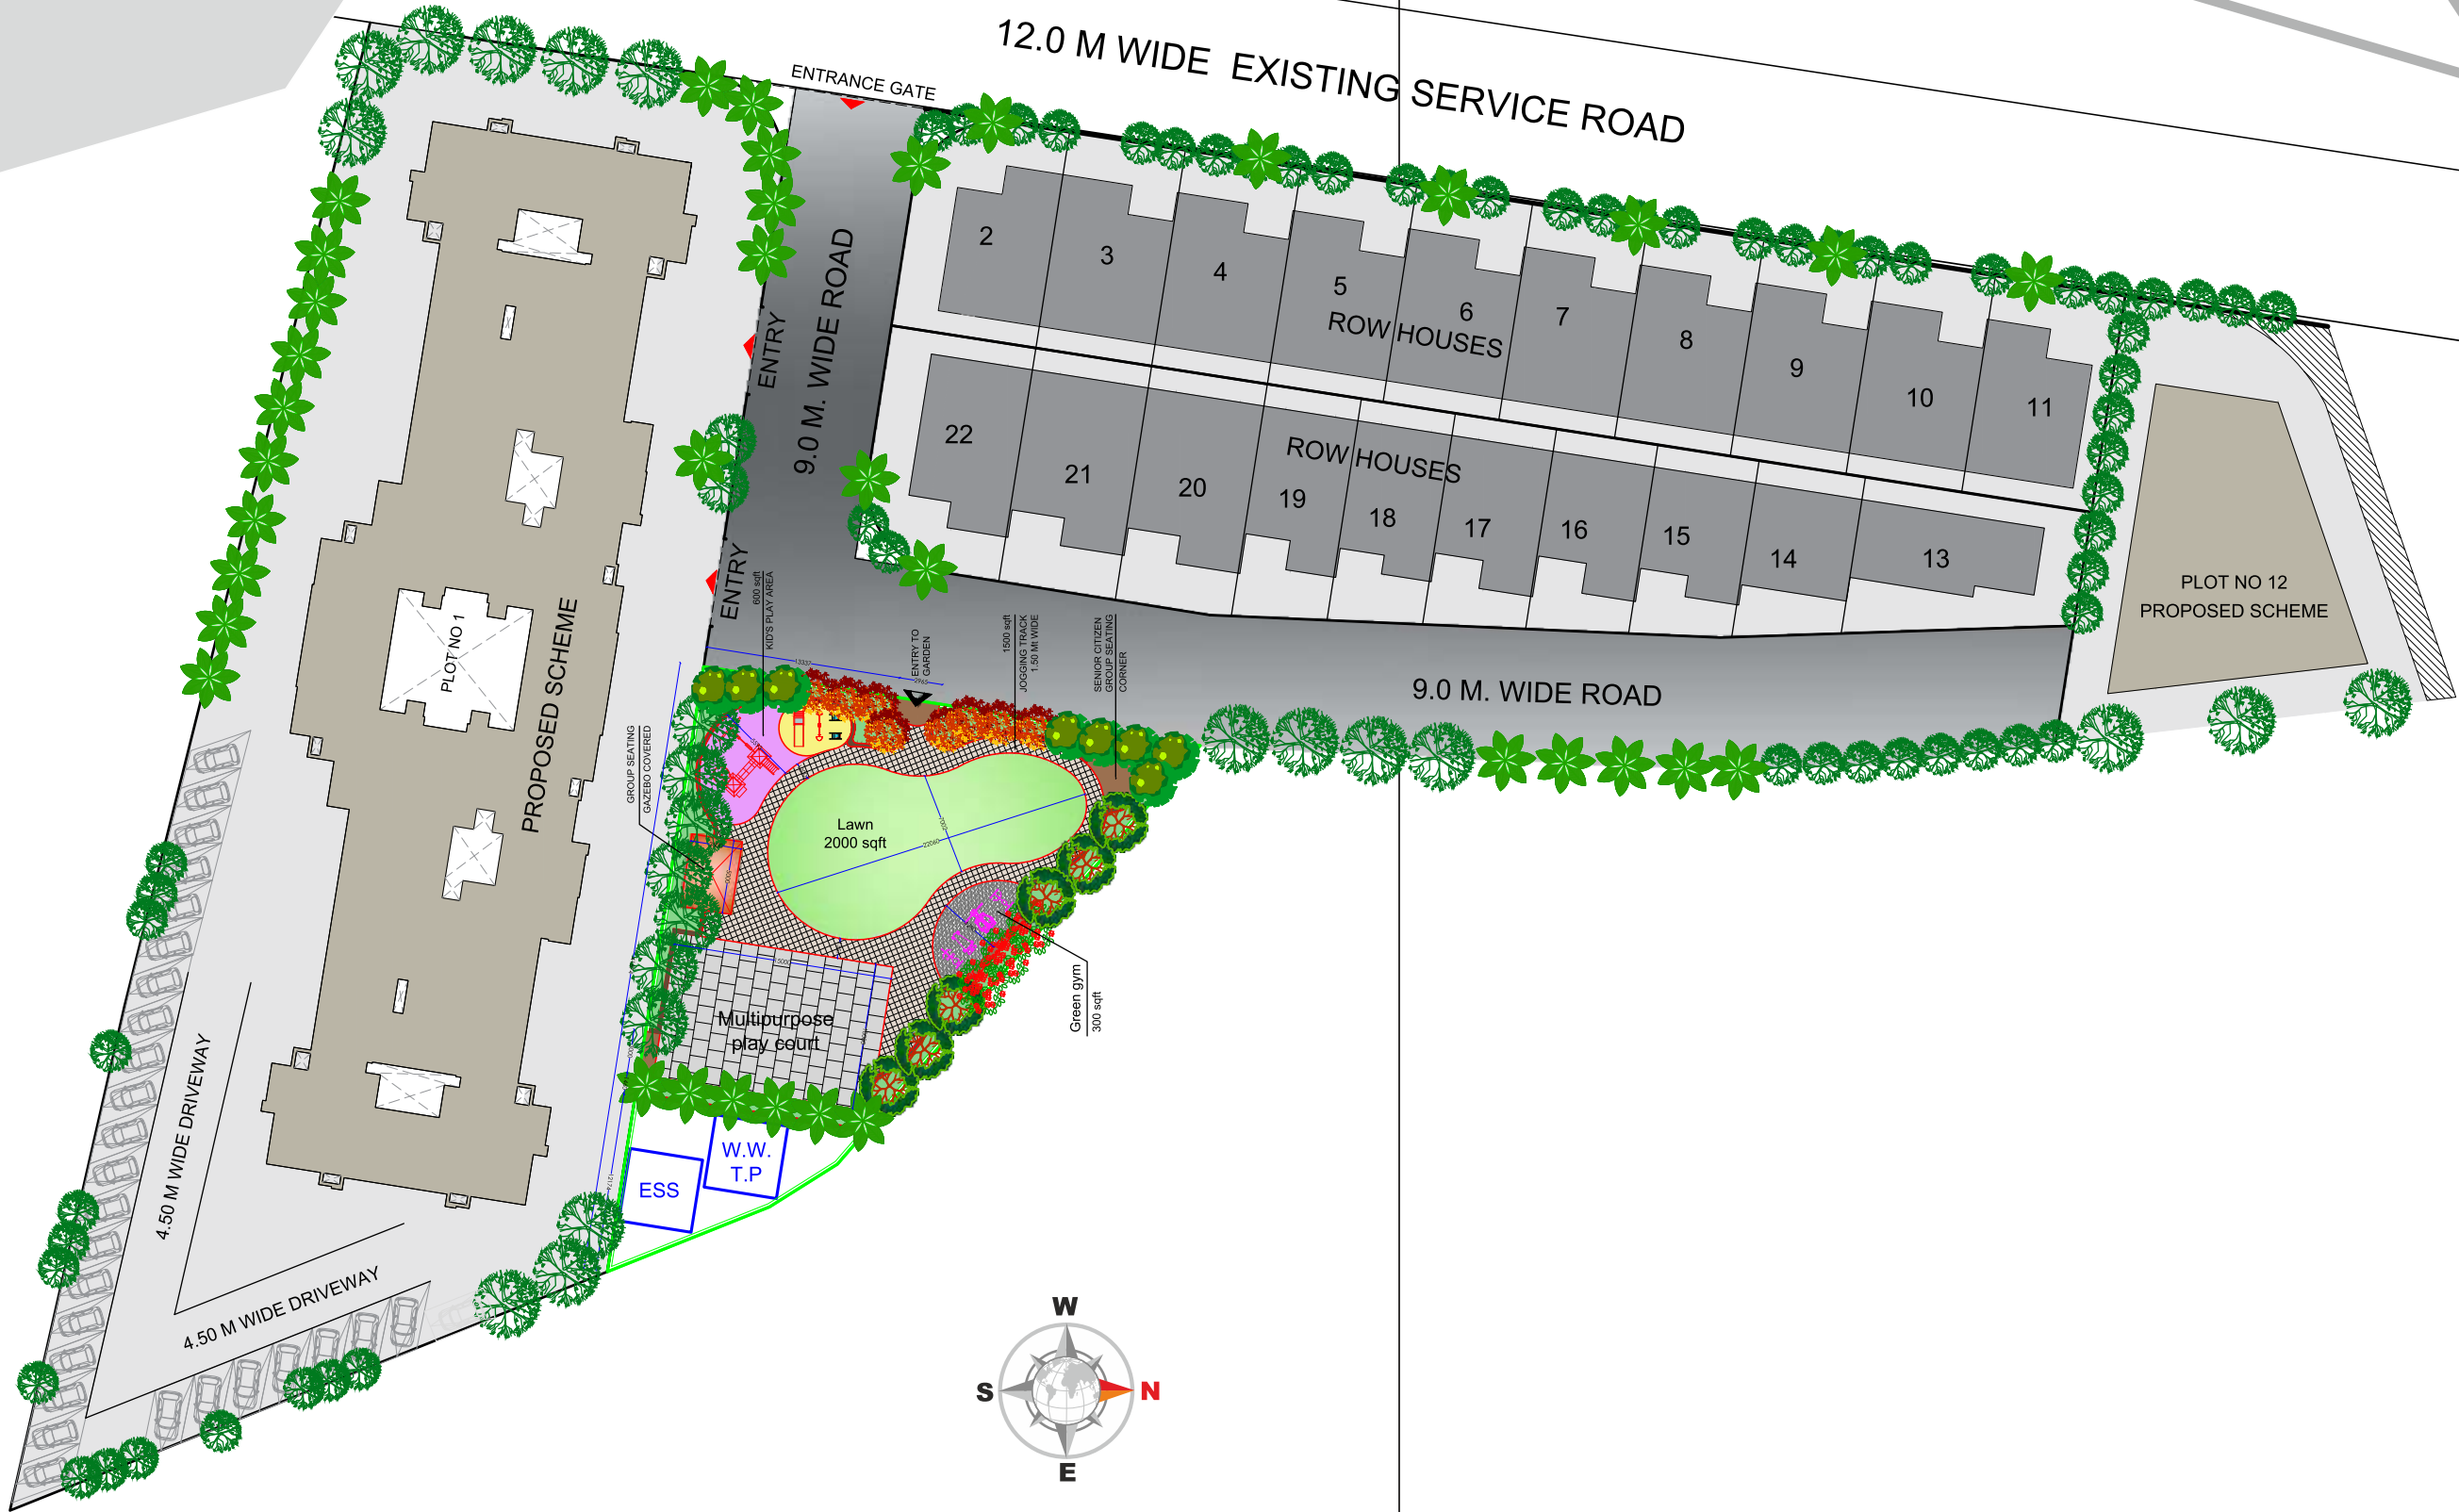 12.0 M WIDE  EXISTING SERVICE ROAD
ENTRANCE GATE
9.0 M. WIDE ROAD
ENTRY
ENTRY
2
3
4
5
6
7
8
9
10
11
ROW HOUSES
22
21
20
19
18
17
16
15
14
13
ROW HOUSES
PLOT NO 12
PROPOSED SCHEME
9.0 M. WIDE ROAD
PLOT NO 1
PROPOSED SCHEME
600 sqft
KID'S PLAY AREA
ENTRY TO
GARDEN
1500 sqft
JOGGING TRACK
1.50 Mt WIDE
SENIOR CITIZEN
GROUP SEATING
CORNER
GROUP SEATING
GAZEBO COVERED
Lawn
2000 sqft
Green gym
300 sqft
Multipurpose
play court
W.W.
T.P
ESS
4.50 M WIDE DRIVEWAY
4.50 M WIDE DRIVEWAY
W
S
N
E